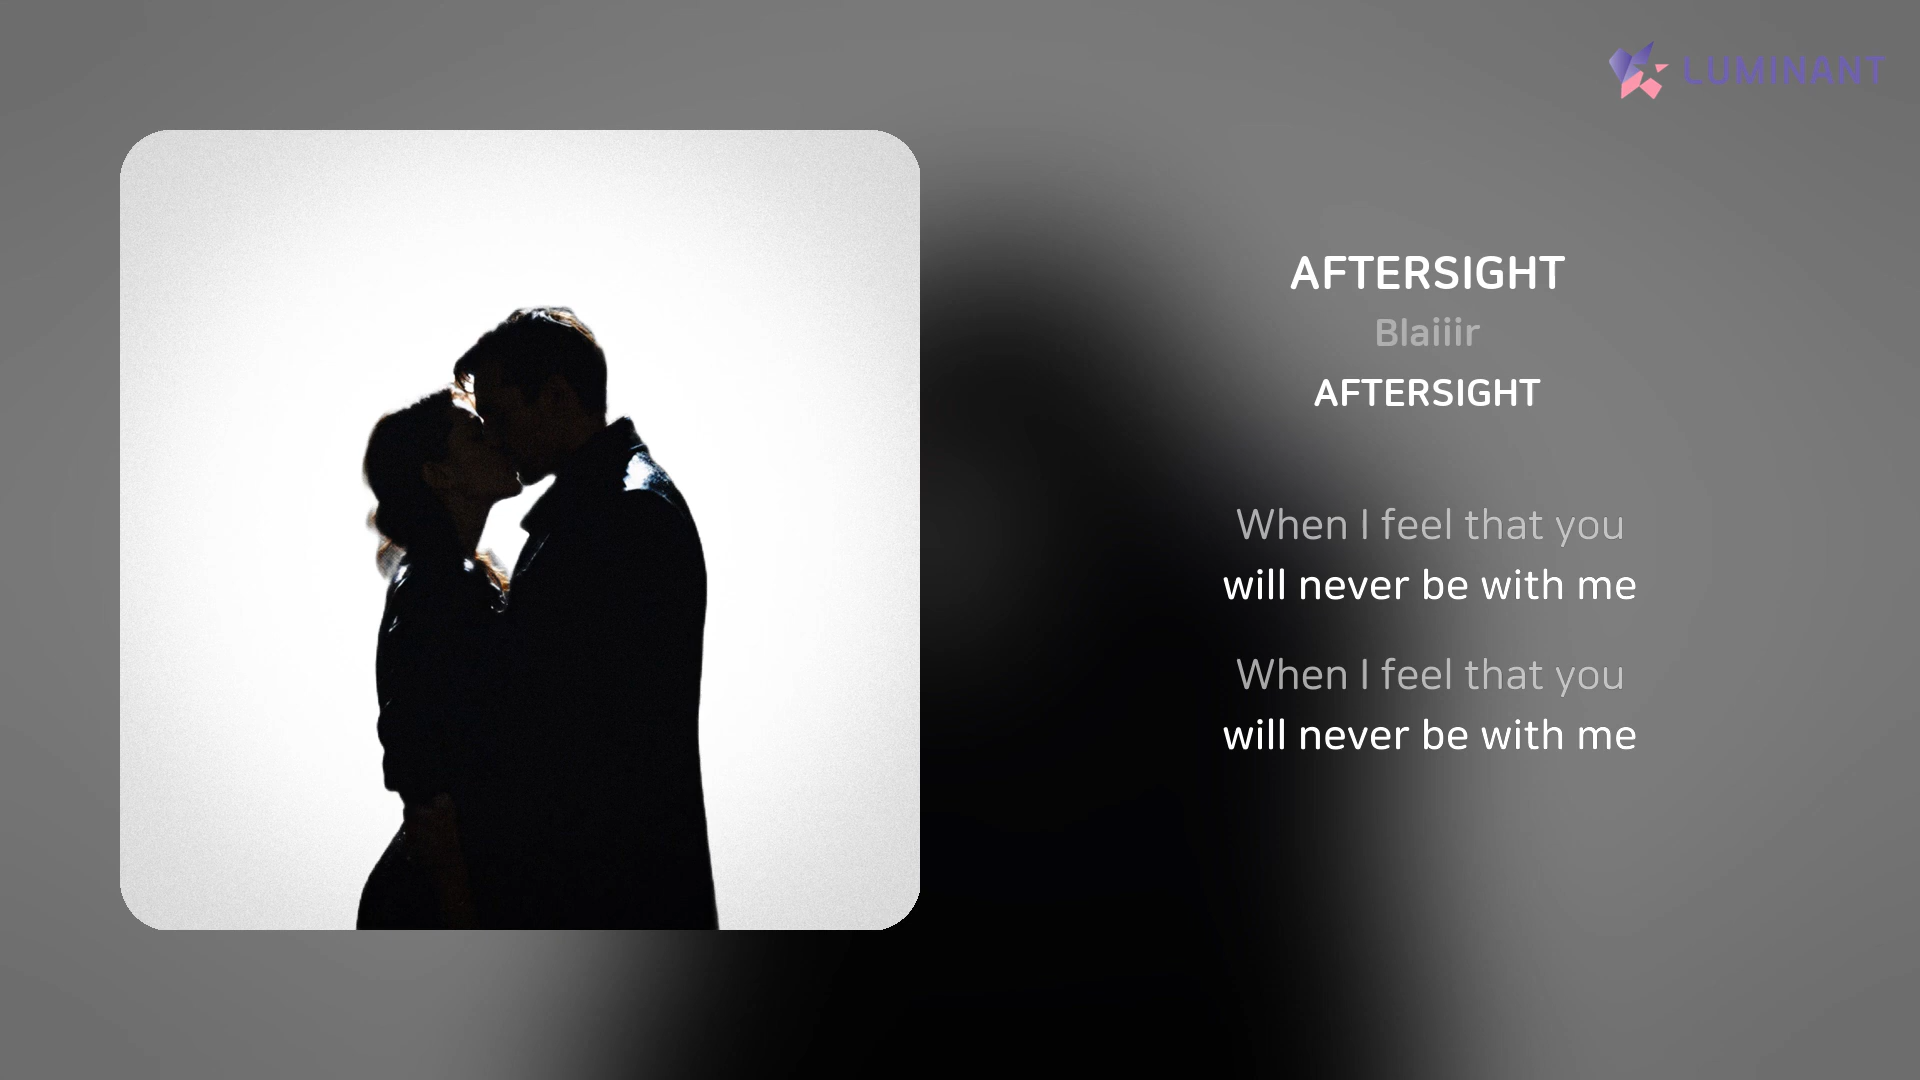 LUMINANT
AFTERSIGHT
Blaiiir
AFTERSIGHT
When I feel that you
will never be with me
When I feel that you
will never be with me